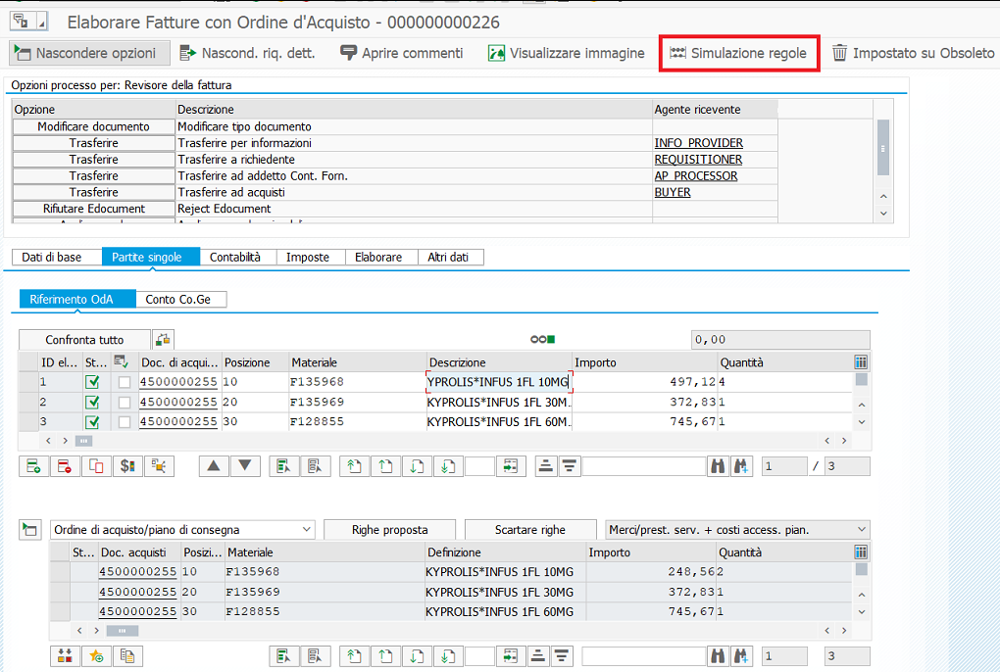 Elaborare Fatture con Ordine d'Acquisto - 000000000226
Nascondere opzioni Nascond. rig. dett. Aprire commenti Visualizzare immagine Simulazione regole Impostato su Obsoleto
Opzioni processo per: Revisore della fattura
Opzione Descrizione Agente ricevente
Modificare documento Modificare tipo documento
Trasferire Trasferire per informazioni INFO_PROVIDER
Trasferire Trasferire a richiedente REQUISITIONER
Trasferire Trasferire ad addetto Cont. Forn. AP_PROCESSOR
Trasferire Trasferire ad acquisti BUYER
Rifiutare Edocument Reject Edocument
Dati di base Partite singole Contabilità Imposte Elaborare Altri dati
Riferimento OdA Conto Co.Ge
Confronta tutto 0,00
ID el... St... Doc. di acqui... Posizione Materiale Descrizione Importo Quantità
1 4500000255 10 F135968 YPROLIS*INFUS 1FL 10MG 497,12 4
2 4500000255 20 F135969 KYPROLIS*INFUS 1FL 30M... 372,83 1
3 4500000255 30 F128855 KYPROLIS*INFUS 1FL 60M... 745,67 1
1 / 3
Ordine di acquisto/piano di consegna Righe proposta Scartare righe Merci/prest. serv. + costi access. pian.
St... Doc. acquisti Posizi... Materiale Definizione Importo Quantità
4500000255 10 F135968 KYPROLIS*INFUS 1FL 10MG 248,56 2
4500000255 20 F135969 KYPROLIS*INFUS 1FL 30MG 372,83 1
4500000255 30 F128855 KYPROLIS*INFUS 1FL 60MG 745,67 1
1 3